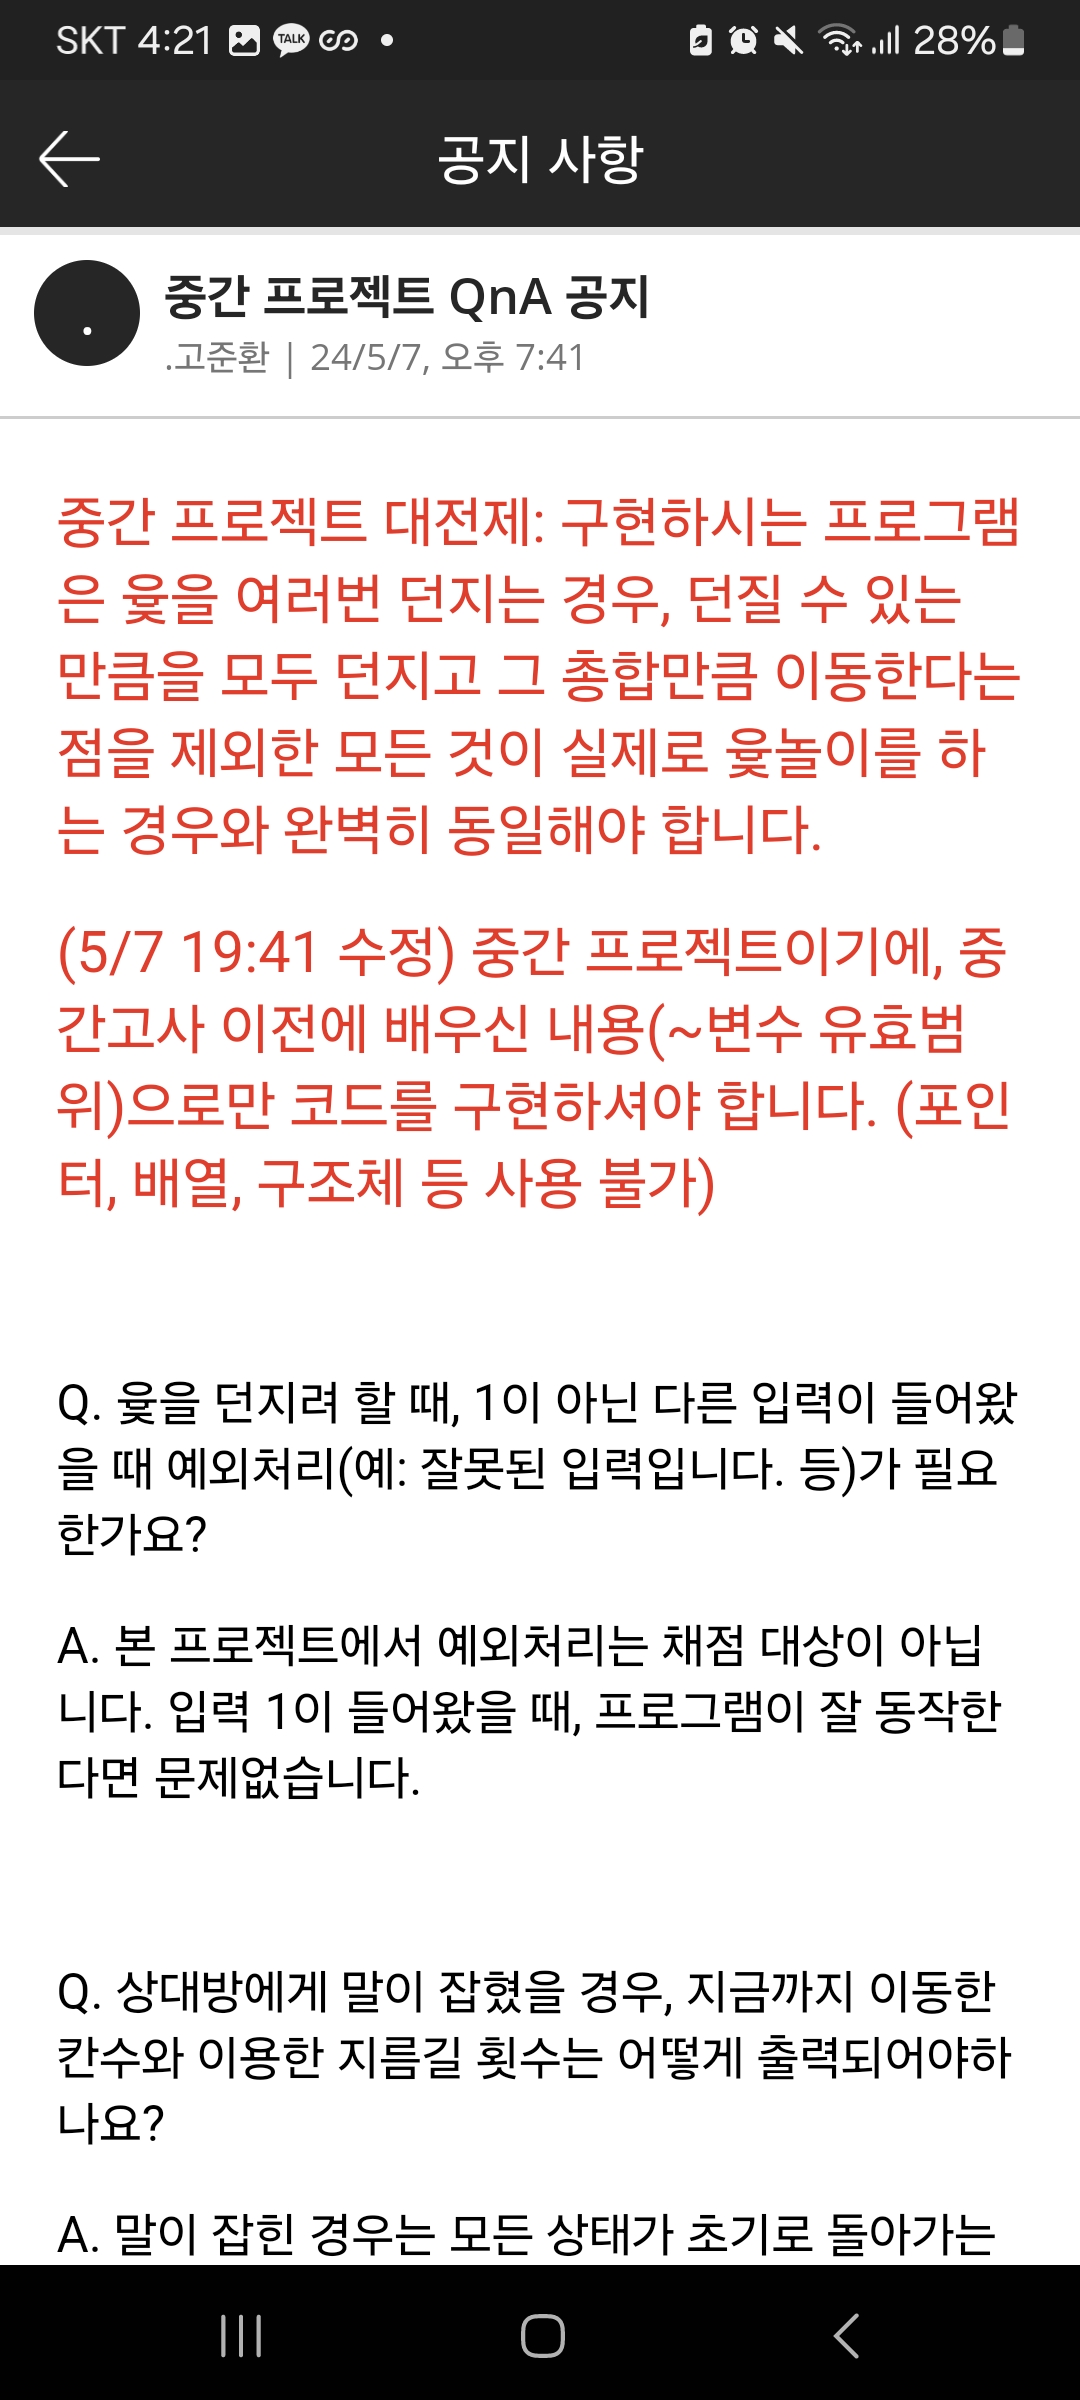 SKT 4:21 TALK 28%
공지 사항
중간 프로젝트 QnA 공지
.고준환 | 24/5/7, 오후 7:41
중간 프로젝트 대전제: 구현하시는 프로그램
은 윷을 여러번 던지는 경우, 던질 수 있는
만큼을 모두 던지고 그 총합만큼 이동한다는
점을 제외한 모든 것이 실제로 윷놀이를 하
는 경우와 완벽히 동일해야 합니다.
(5/7 19:41 수정) 중간 프로젝트이기에, 중
간고사 이전에 배우신 내용(~변수 유효범
위)으로만 코드를 구현하셔야 합니다. (포인
터, 배열, 구조체 등 사용 불가)
Q. 윷을 던지려 할 때, 1이 아닌 다른 입력이 들어왔
을 때 예외처리(예: 잘못된 입력입니다. 등)가 필요
한가요?
A. 본 프로젝트에서 예외처리는 채점 대상이 아닙
니다. 입력 1이 들어왔을 때, 프로그램이 잘 동작한
다면 문제없습니다.
Q. 상대방에게 말이 잡혔을 경우, 지금까지 이동한
칸수와 이용한 지름길 횟수는 어떻게 출력되어야하
나요?
A. 말이 잡힌 경우는 모든 상태가 초기로 돌아가는